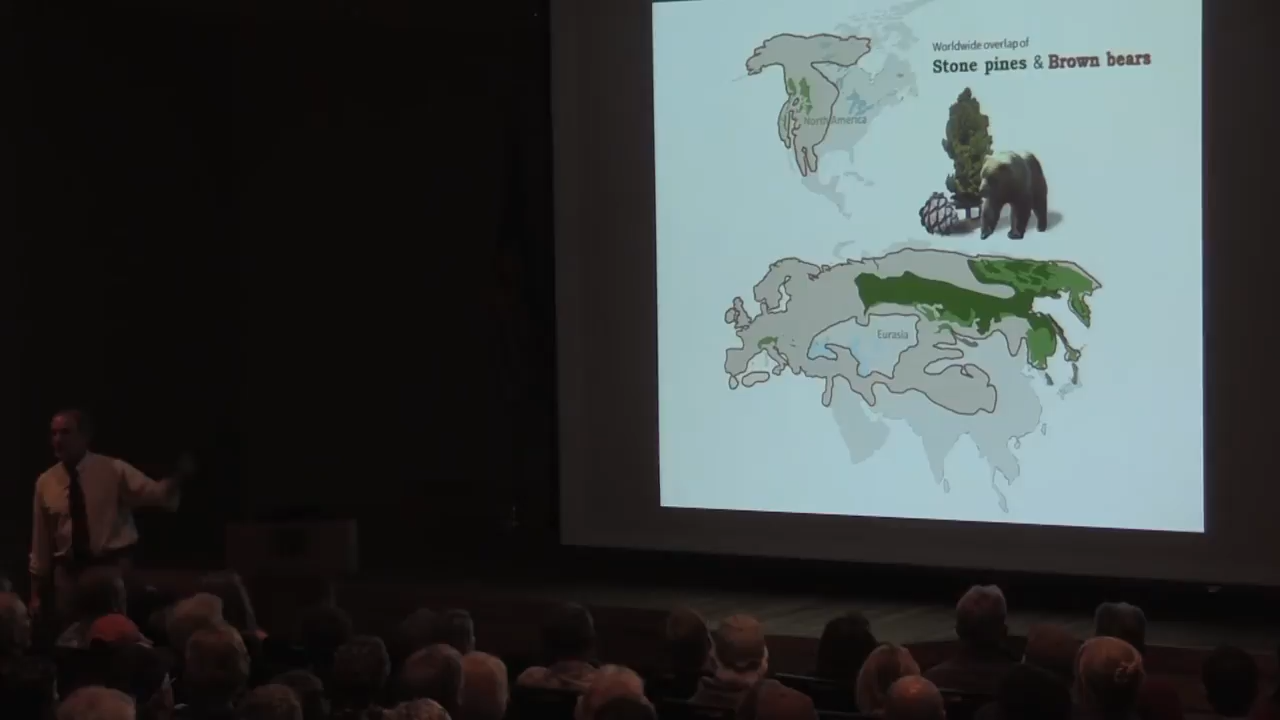 Worldwide overlap of
Stone pines & Brown bears
North America
Eurasia